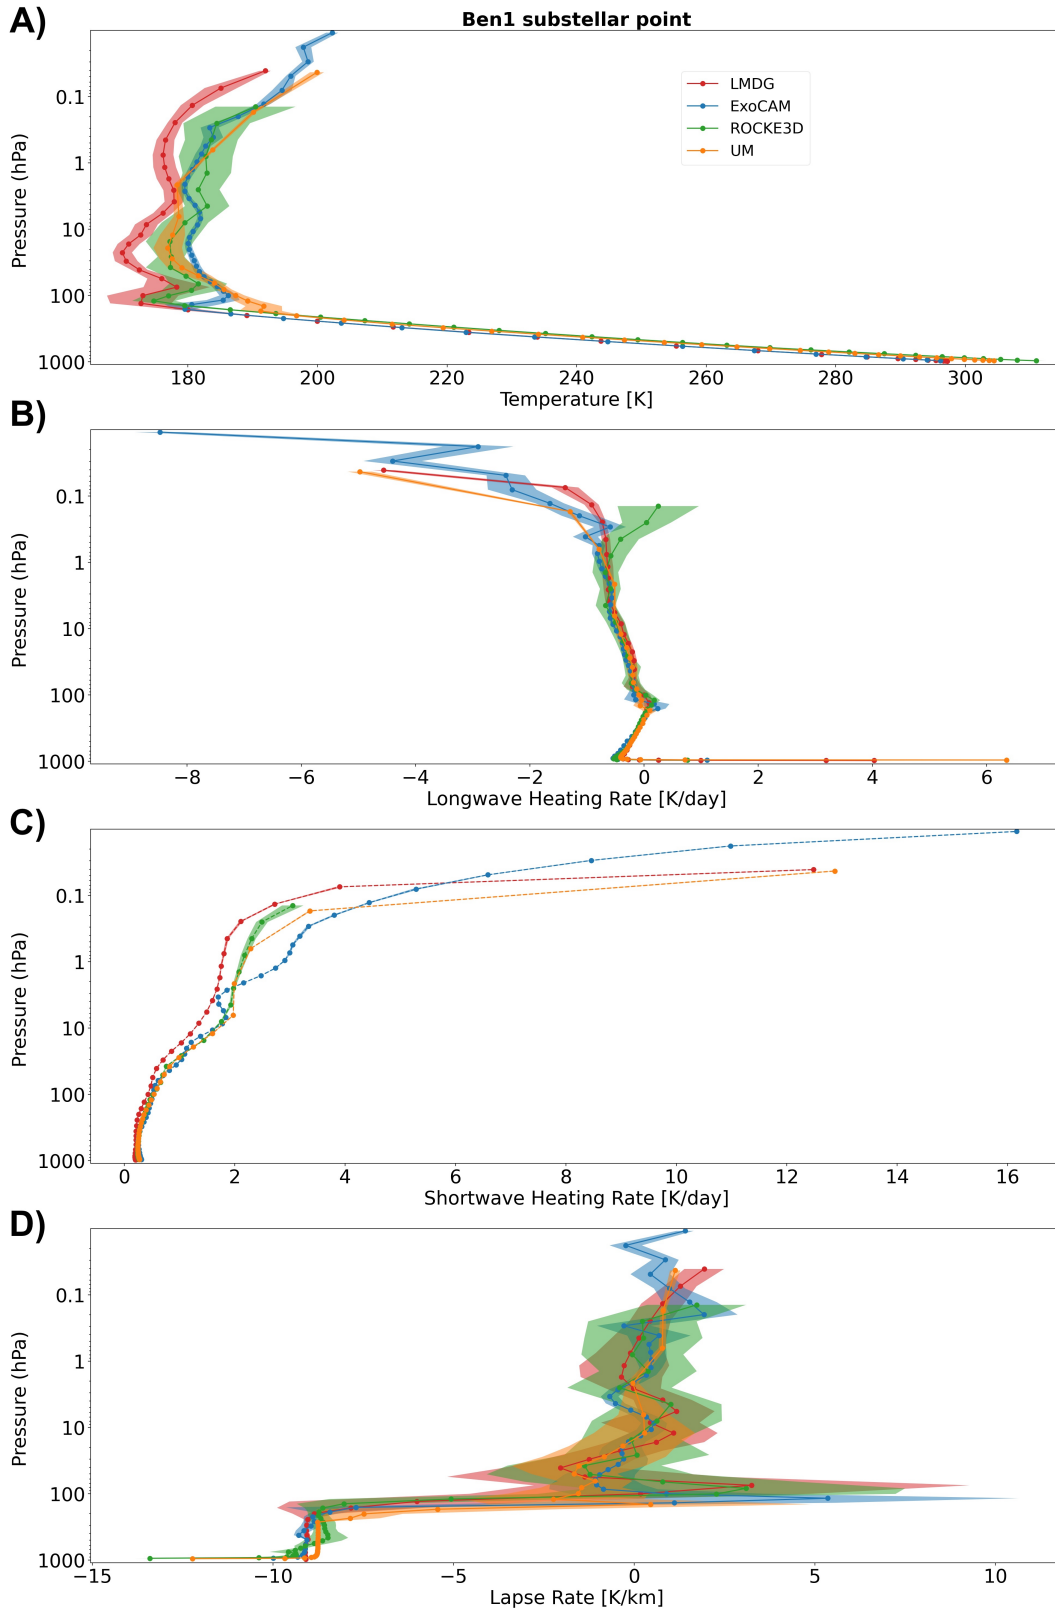 A)
Ben1 substellar point
0.1
1
10
100
1000
Pressure (hPa)
LMDG
ExoCAM
ROCKE3D
UM
180
200
220
240
260
280
300
Temperature [K]
B)
0.1
1
10
100
1000
Pressure (hPa)
−8
−6
−4
−2
0
2
4
6
Longwave Heating Rate [K/day]
C)
0.1
1
10
100
1000
Pressure (hPa)
0
2
4
6
8
10
12
14
16
Shortwave Heating Rate [K/day]
D)
0.1
1
10
100
1000
Pressure (hPa)
−15
−10
−5
0
5
10
Lapse Rate [K/km]